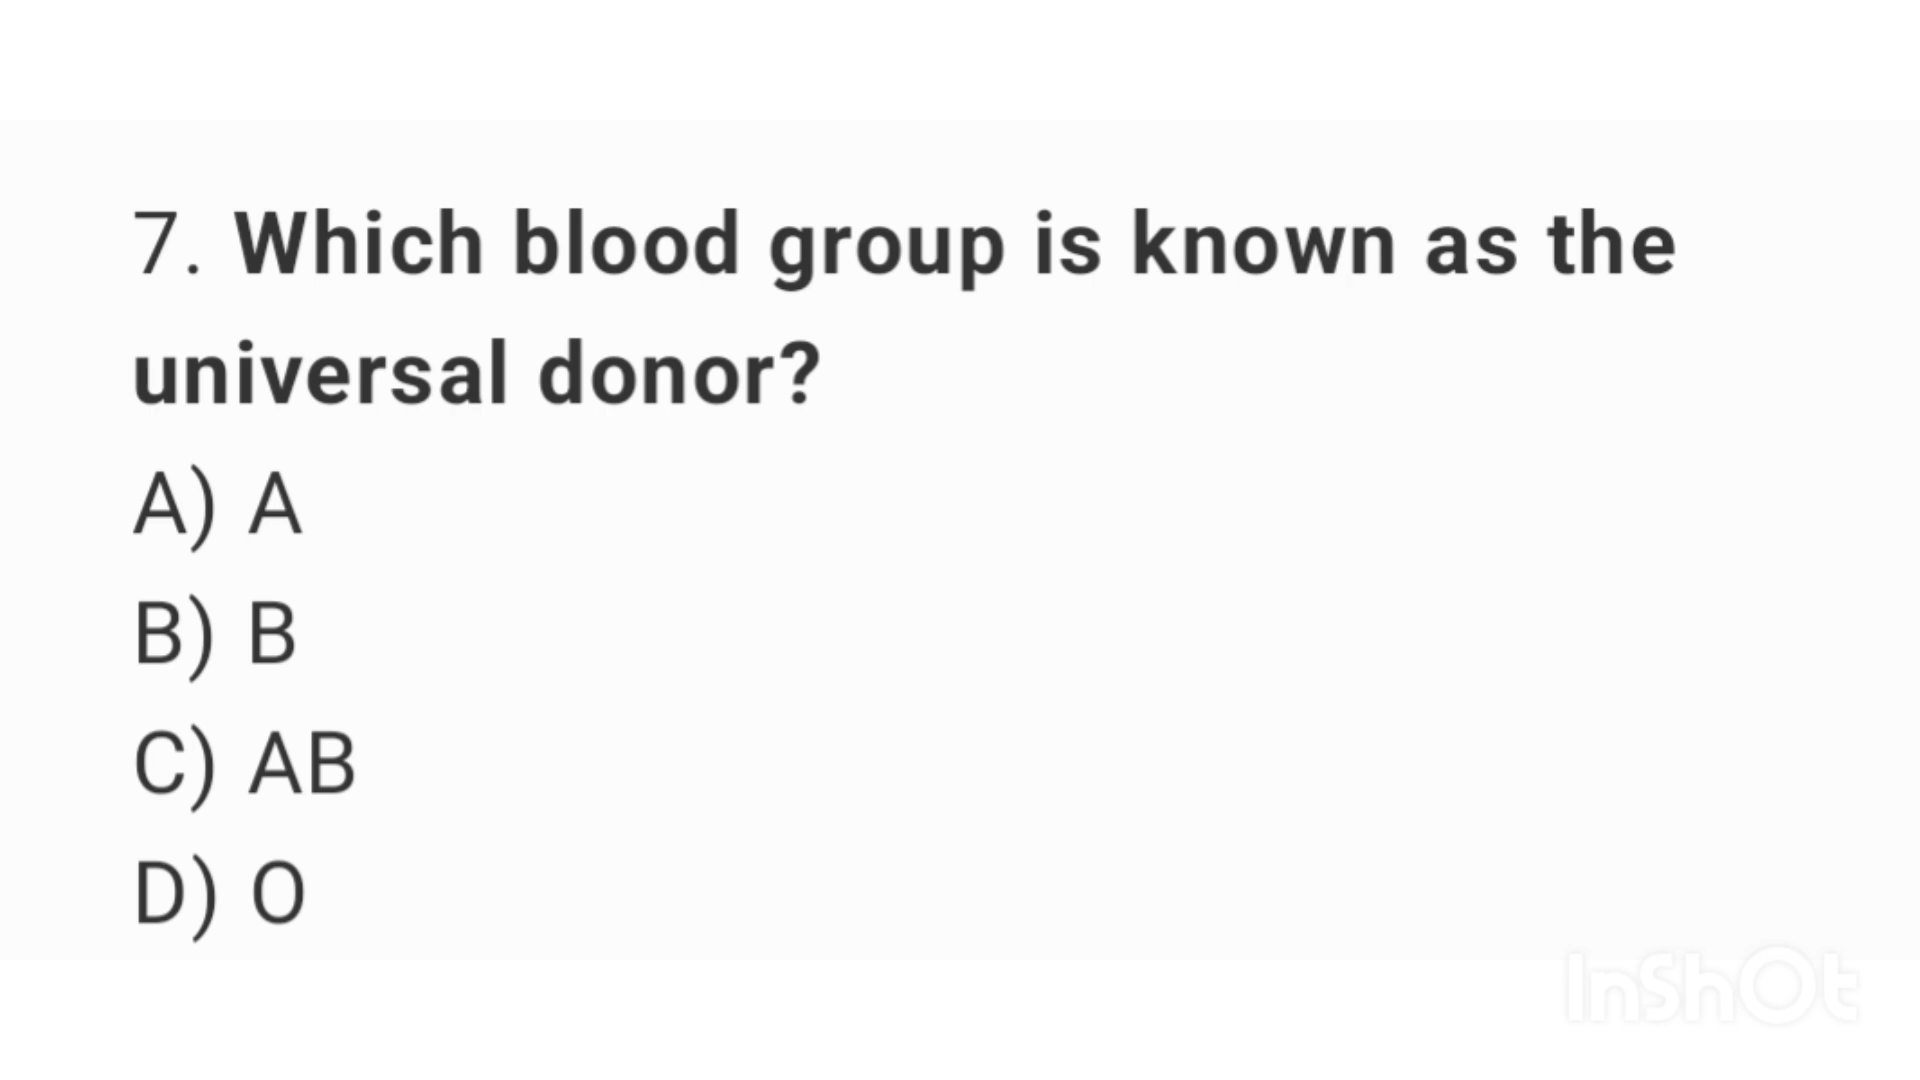 7. Which blood group is known as the
universal donor?
A) A
B) B
C) AB
D) O
InShOt